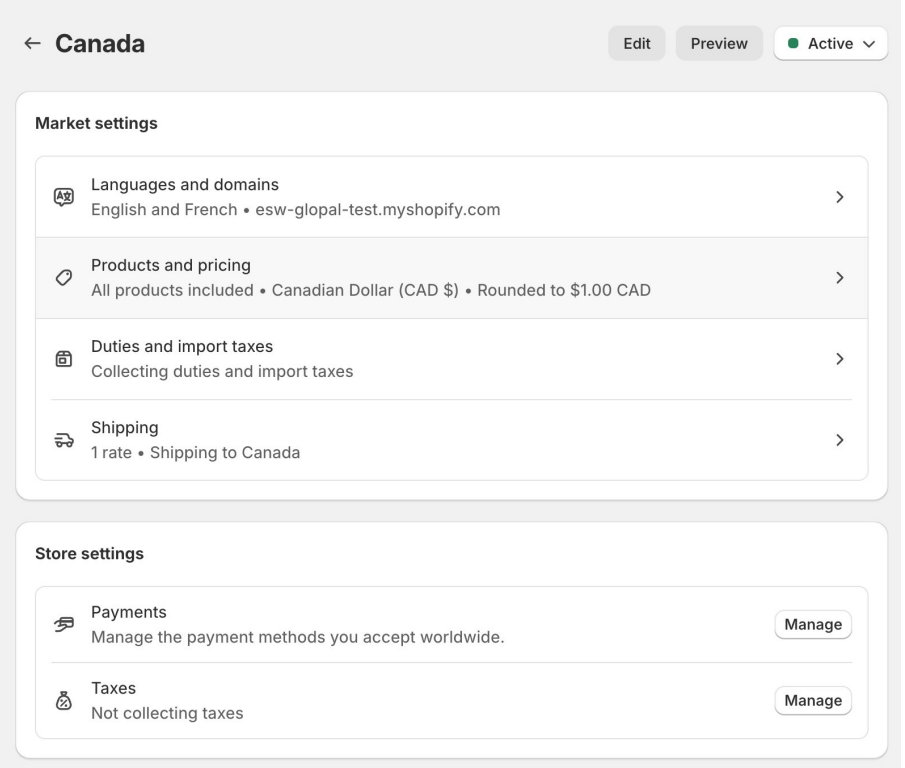 Canada
Edit
Preview
Active
Market settings
Languages and domains
English and French • esw-glopal-test.myshopify.com
Products and pricing
All products included • Canadian Dollar (CAD $) • Rounded to $1.00 CAD
Duties and import taxes
Collecting duties and import taxes
Shipping
1 rate • Shipping to Canada
Store settings
Payments
Manage the payment methods you accept worldwide.
Manage
Taxes
Not collecting taxes
Manage